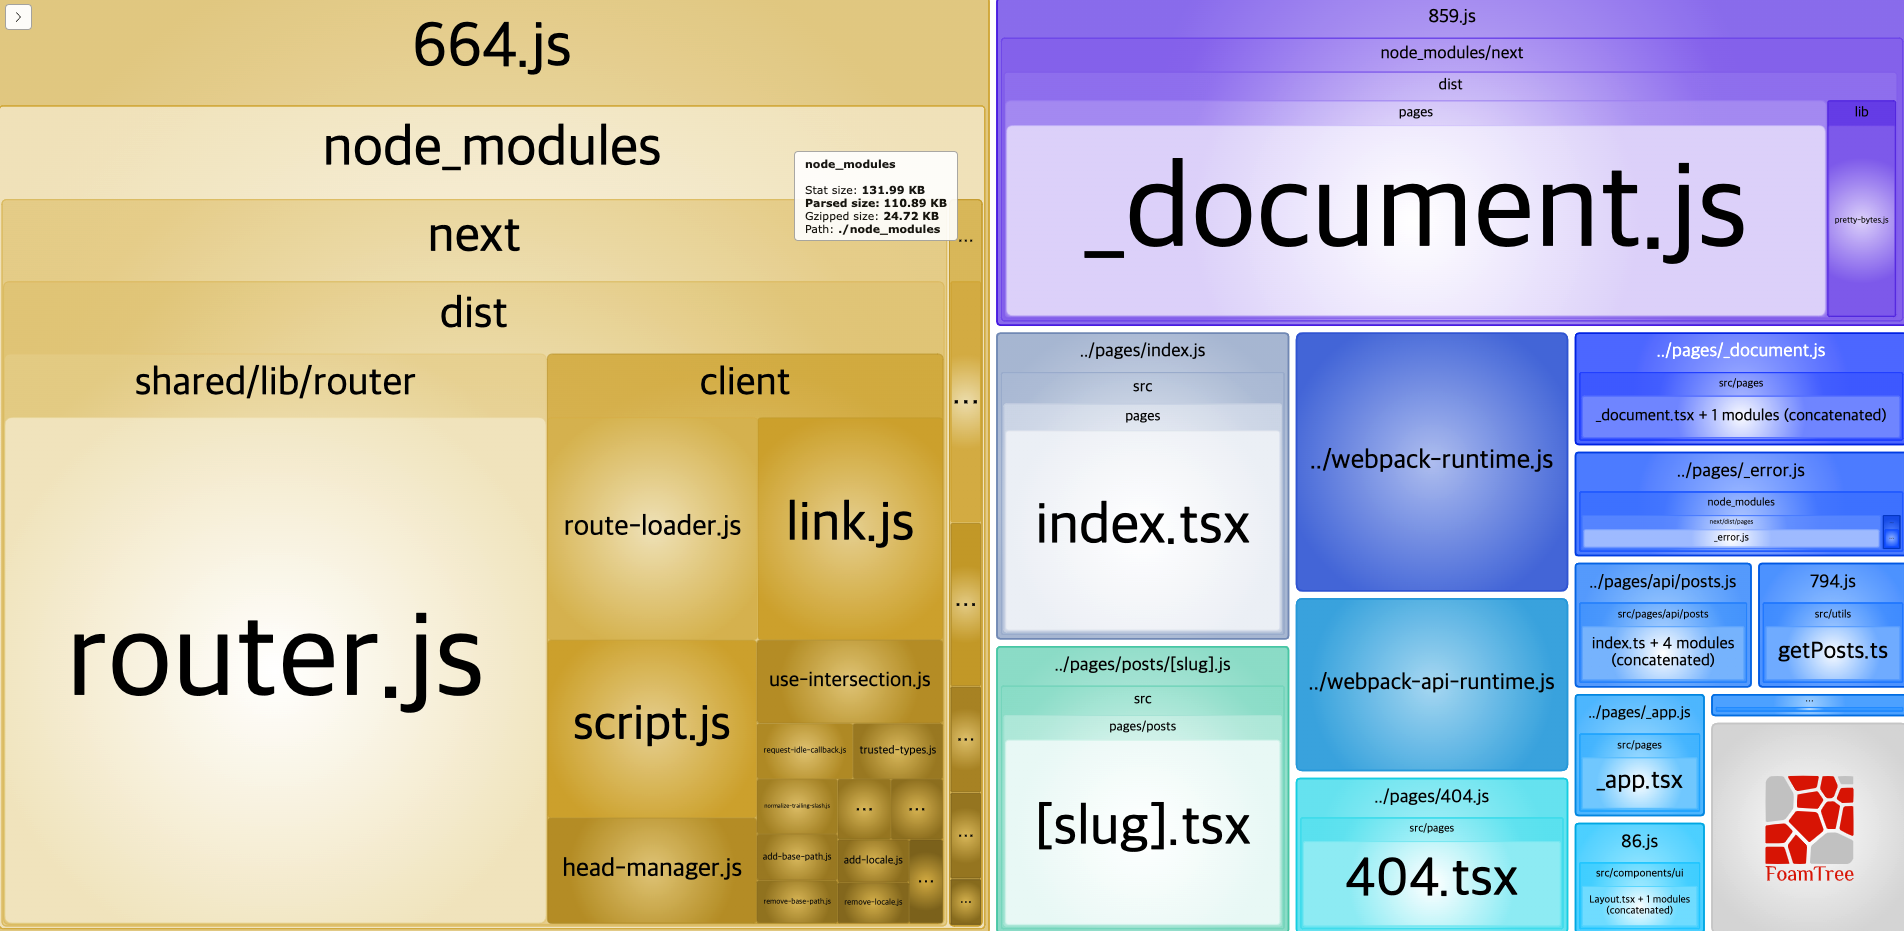 664.js
node_modules
node_modules
Stat size: 131.99 KB
Parsed size: 110.89 KB
Gzipped size: 24.72 KB
Path: ./node_modules
next
...
dist
shared/lib/router
client
...
router.js
route-loader.js
link.js
...
script.js
use-intersection.js
request-idle-callback.js
trusted-types.js
...
normalize-trailing-slash.js
...
...
...
head-manager.js
add-base-path.js
add-locale.js
...
remove-base-path.js
remove-locale.js
...
859.js
node_modules/next
dist
pages
lib
_document.js
pretty-bytes.js
../pages/index.js
src
pages
index.tsx
../webpack-runtime.js
../pages/_document.js
src/pages
_document.tsx + 1 modules (concatenated)
../pages/_error.js
node_modules
next/dist/pages
_error.js
...
../pages/posts/[slug].js
src
pages/posts
[slug].tsx
../webpack-api-runtime.js
../pages/api/posts.js
src/pages/api/posts
index.ts + 4 modules
(concatenated)
794.js
src/utils
getPosts.ts
../pages/404.js
src/pages
404.tsx
../pages/_app.js
src/pages
_app.tsx
...
86.js
src/components/ui
Layout.tsx + 1 modules
(concatenated)
FoamTree